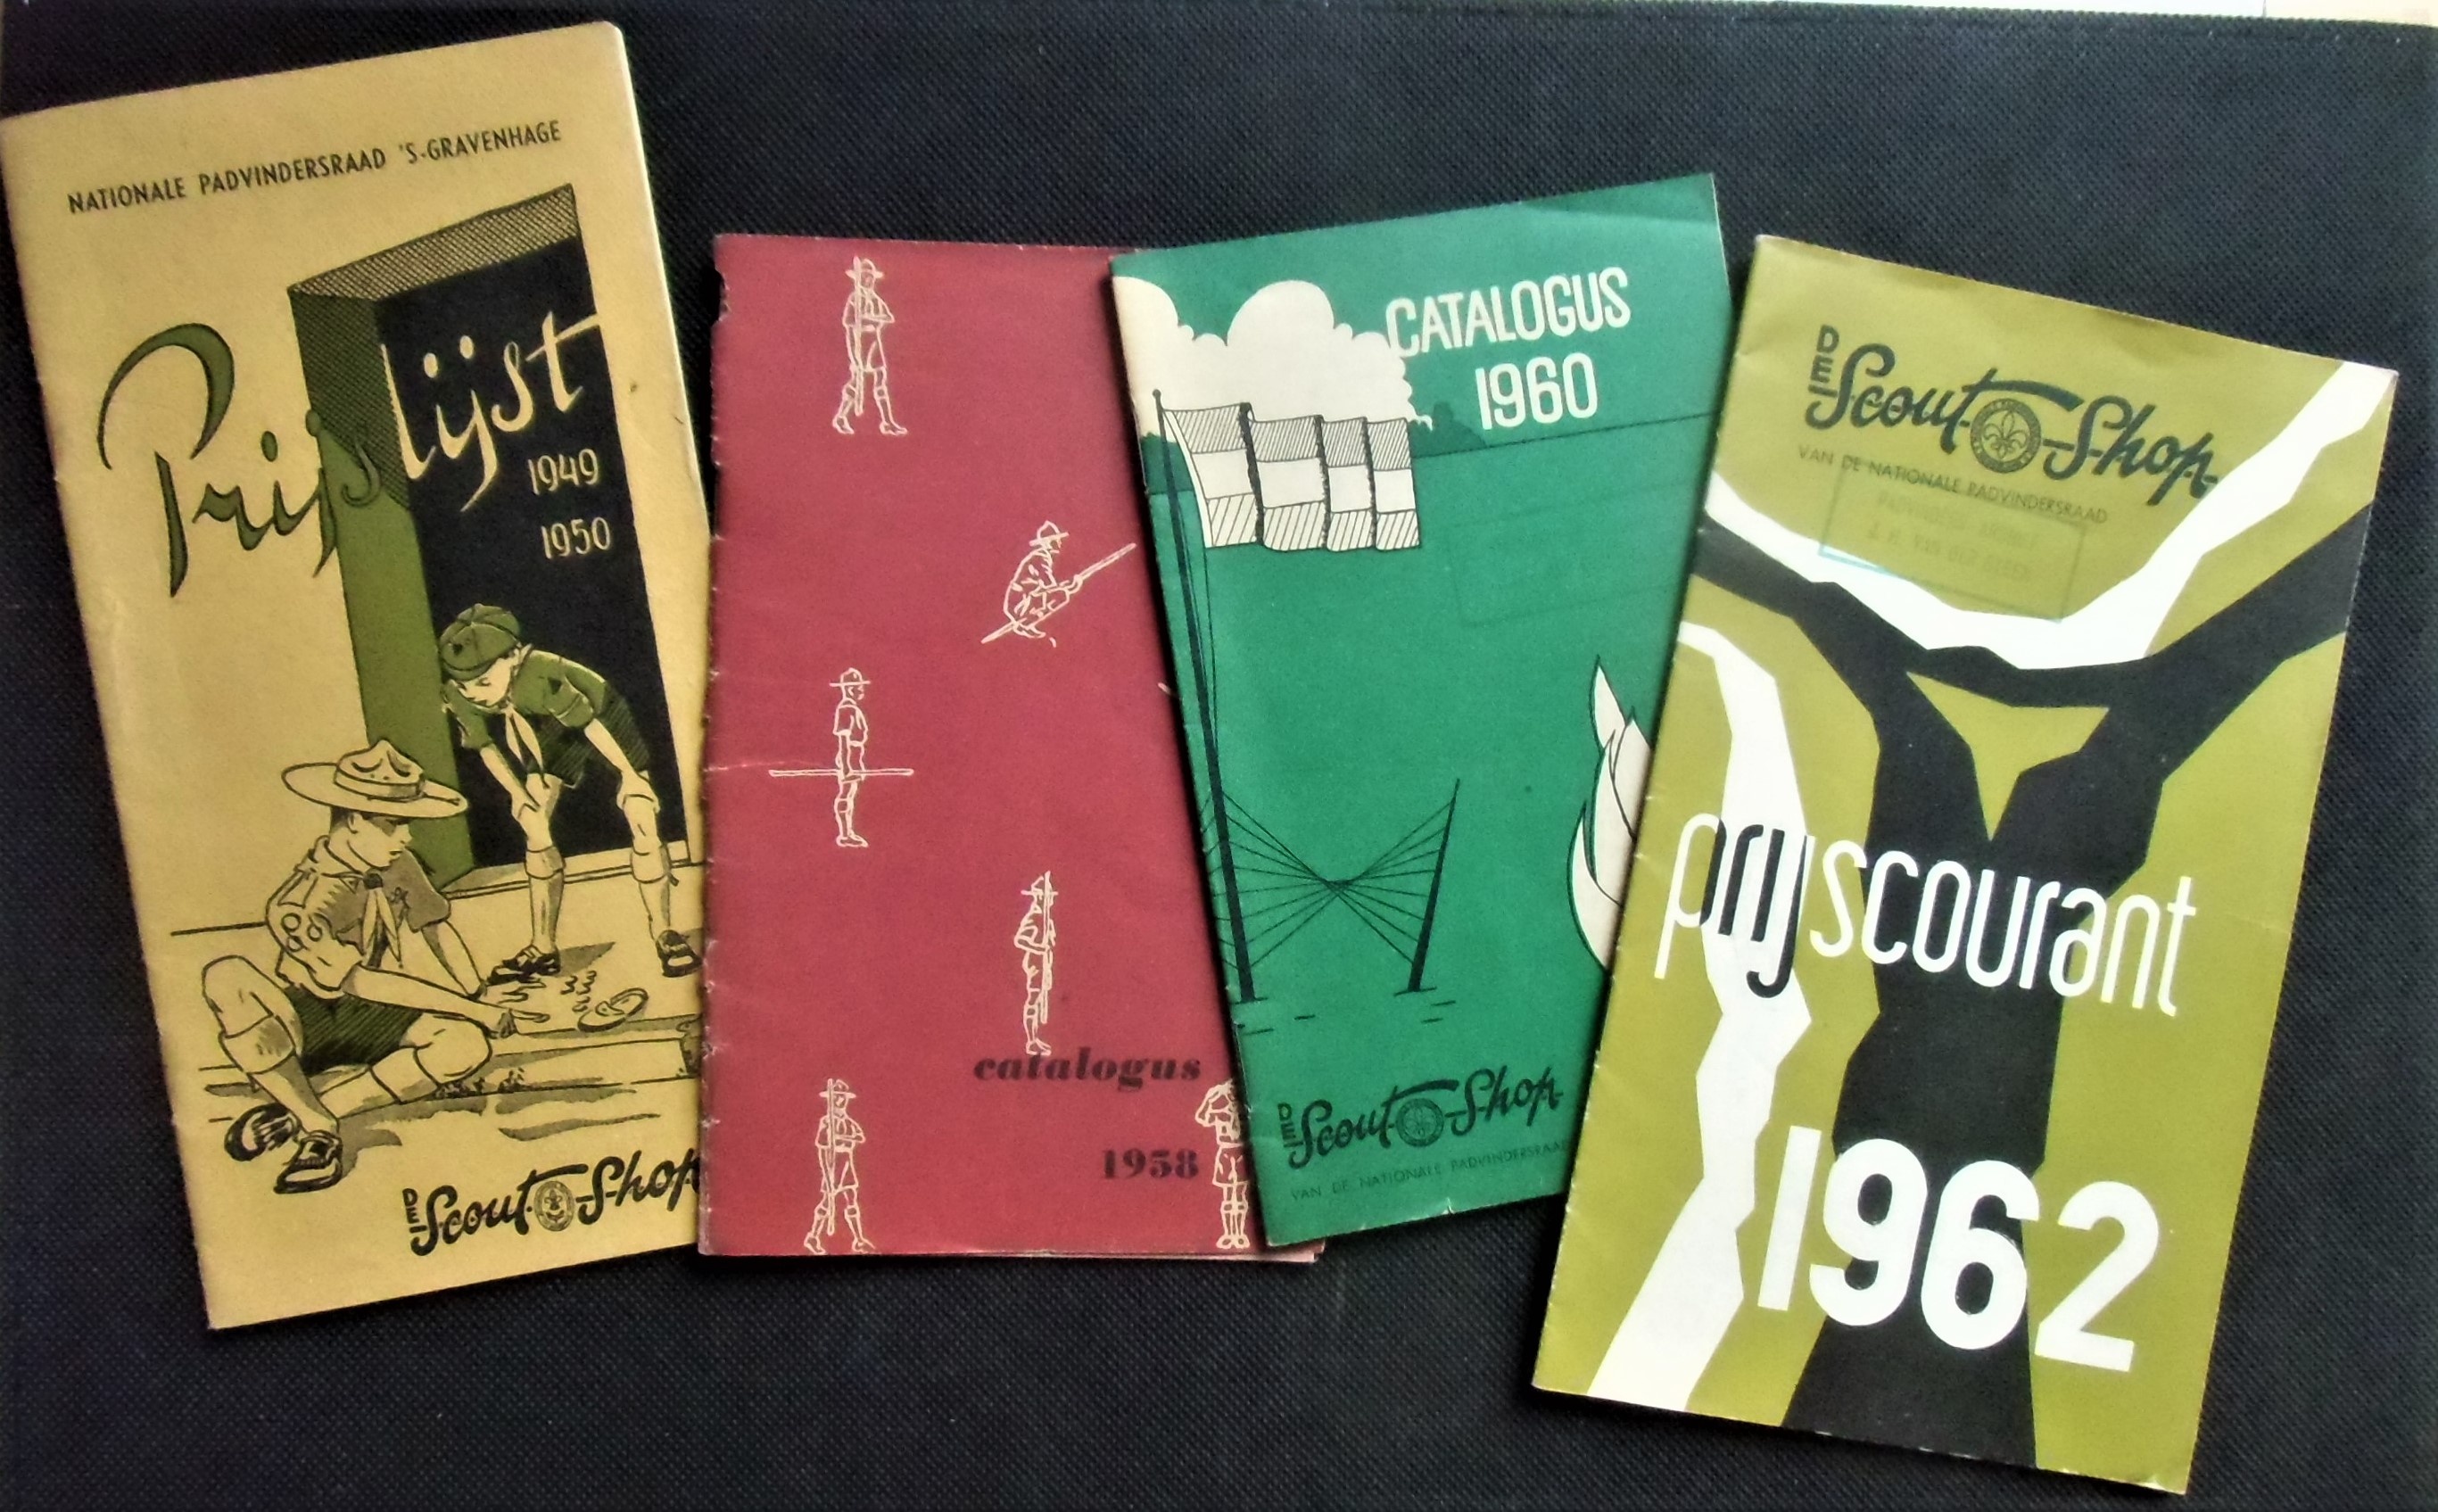 NATIONALE PADVINDERSRAAD 'S-GRAVENHAGE
Prijslijst
1949
1950
DE Scout-Shop
catalogus
1958
CATALOGUS
1960
DE Scout-Shop
VAN DE NATIONALE PADVINDERSRAAD
DE Scout-Shop
VAN DE NATIONALE PADVINDERSRAAD
prijscourant
1962